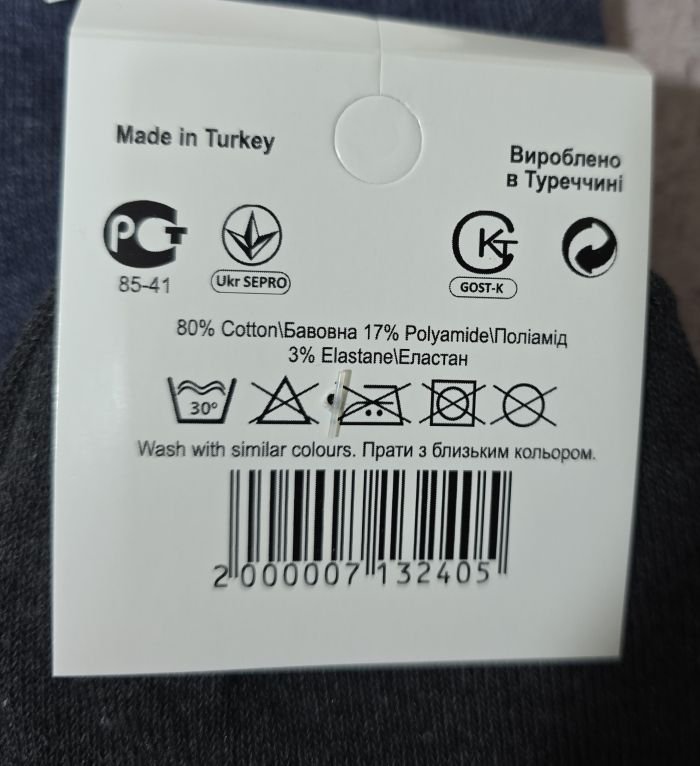 Made in Turkey
Вироблено
в Туреччині
РСТ
85-41
Ukr SEPRO
GOST-K
80% Cotton\Бавовна 17% Polyamide\Поліамід
3% Elastane\Еластан
30°
Wash with similar colours. Прати з близьким кольором.
2 000007 132405